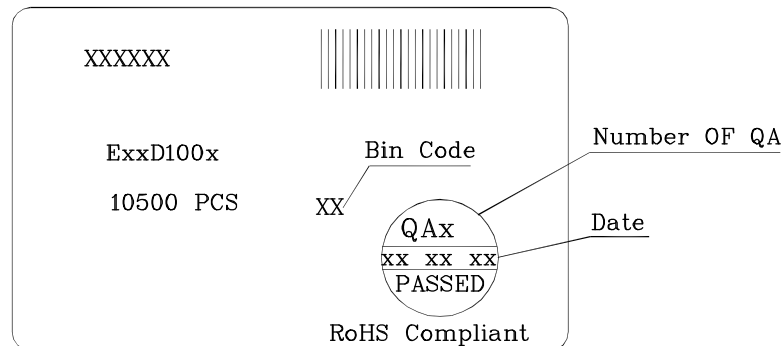 XXXXXX
Number OF QA
ExxD100x
Bin Code
10500 PCS
XX
Date
QAx
xx xx xx
PASSED
RoHS Compliant